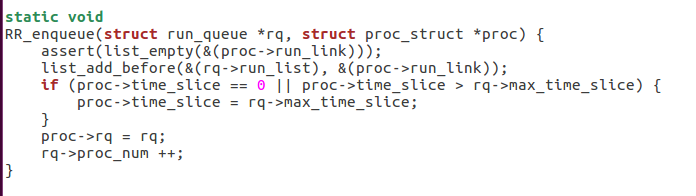 static void
RR_enqueue(struct run_queue *rq, struct proc_struct *proc) {
    assert(list_empty(&(proc->run_link)));
    list_add_before(&(rq->run_list), &(proc->run_link));
    if (proc->time_slice == 0 || proc->time_slice > rq->max_time_slice) {
        proc->time_slice = rq->max_time_slice;
    }
    proc->rq = rq;
    rq->proc_num ++;
}